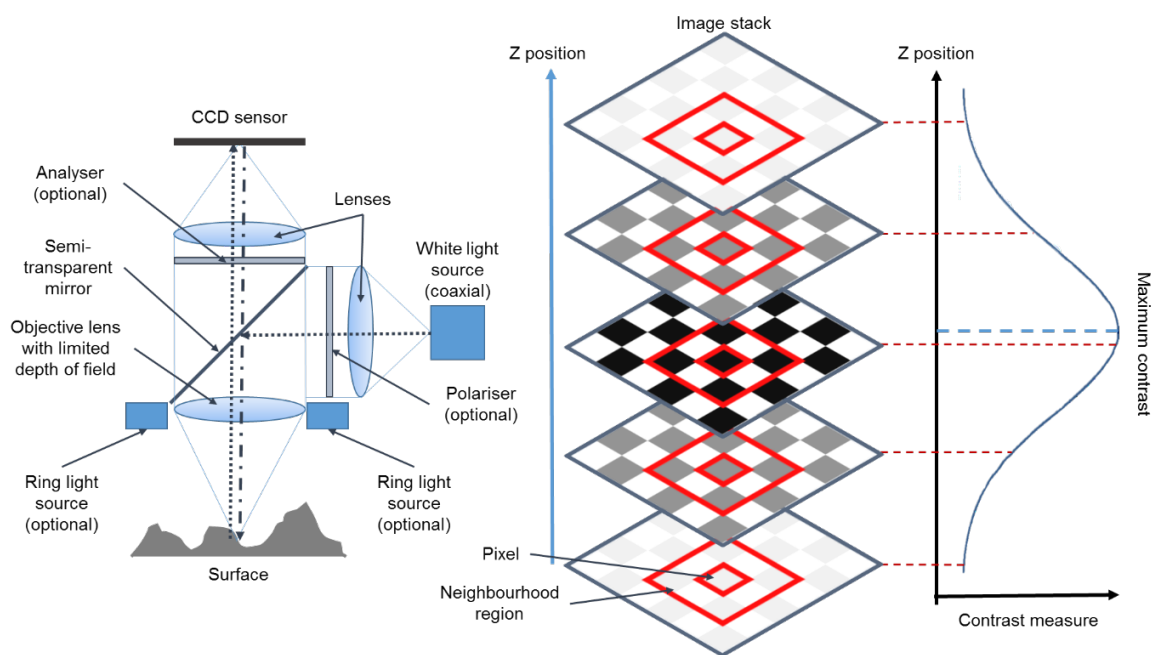 CCD sensor
Analyser
(optional)
Lenses
Semi-
transparent
mirror
White light
source
(coaxial)
Objective lens
with limited
depth of field
Polariser
(optional)
Ring light
source
(optional)
Ring light
source
(optional)
Surface
Image stack
Z position
Pixel
Neighbourhood
region
Z position
Maximum contrast
Contrast measure